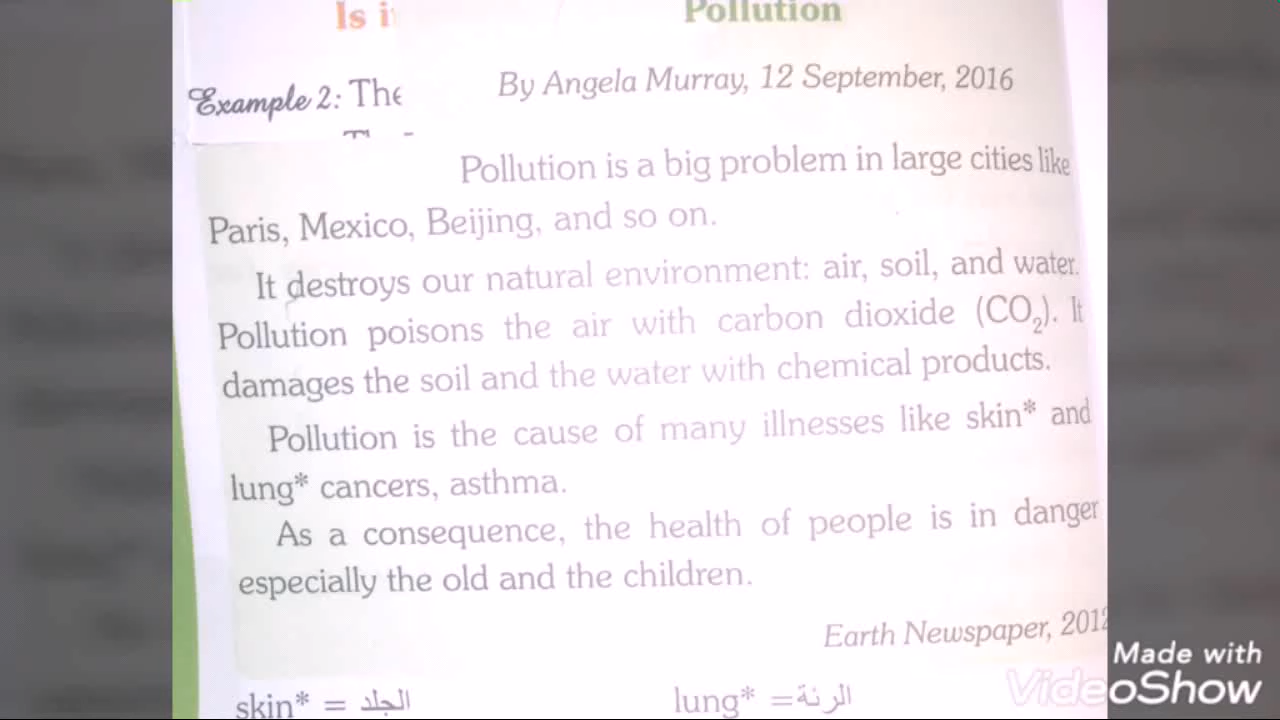 Is i
Pollution
Example 2: The
By Angela Murray, 12 September, 2016
Pollution is a big problem in large cities like
Paris, Mexico, Beijing, and so on.
It destroys our natural environment: air, soil, and water.
Pollution poisons the air with carbon dioxide (CO₂). It
damages the soil and the water with chemical products.
Pollution is the cause of many illnesses like skin* and
lung* cancers, asthma.
As a consequence, the health of people is in danger
especially the old and the children.
Earth Newspaper, 2012
skin* = الجلد
lung* = الرئة
Made with
VideoShow